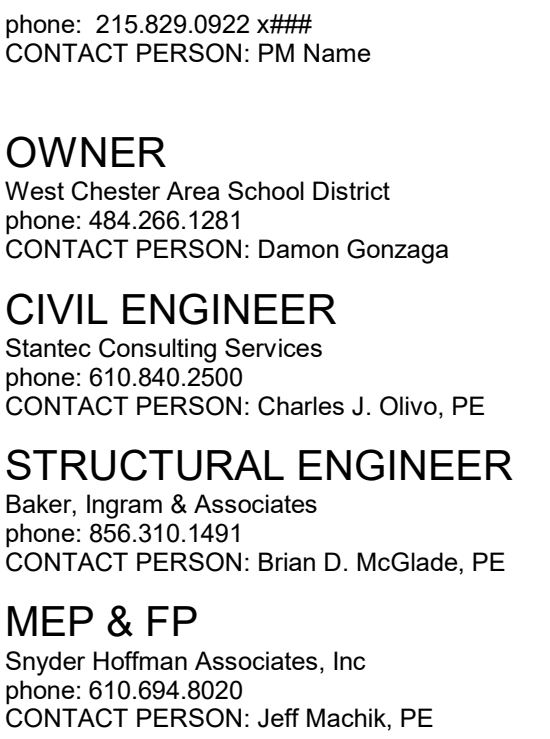 phone:  215.829.0922 x###
CONTACT PERSON: PM Name
OWNER
West Chester Area School District
phone: 484.266.1281
CONTACT PERSON: Damon Gonzaga
CIVIL ENGINEER
Stantec Consulting Services
phone: 610.840.2500
CONTACT PERSON: Charles J. Olivo, PE
STRUCTURAL ENGINEER
Baker, Ingram & Associates
phone: 856.310.1491
CONTACT PERSON: Brian D. McGlade, PE
MEP & FP
Snyder Hoffman Associates, Inc
phone: 610.694.8020
CONTACT PERSON: Jeff Machik, PE